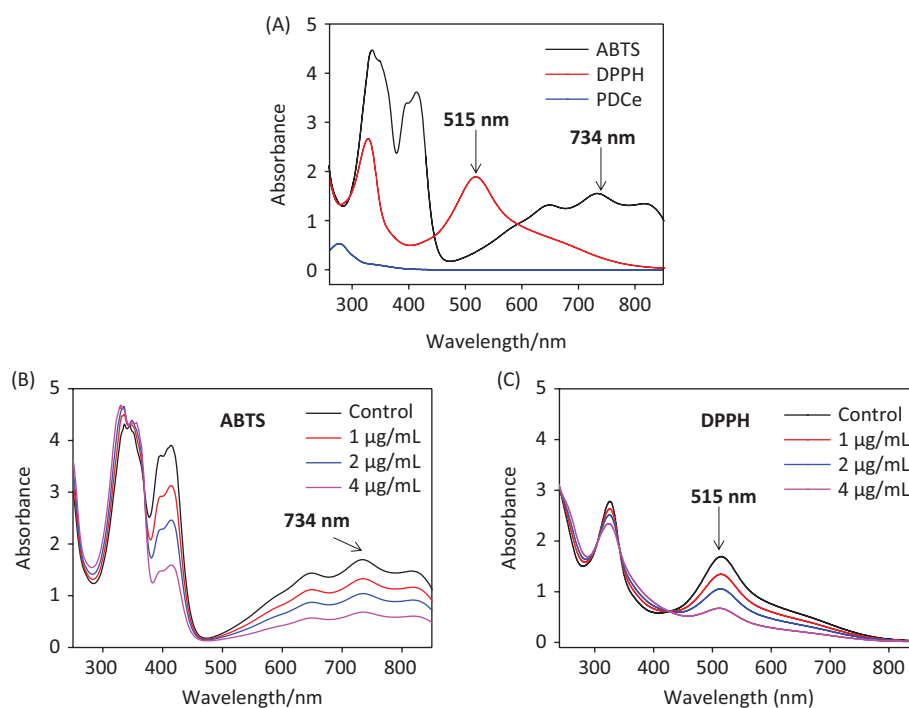 (A)
5
4
3
2
1
0
Absorbance
ABTS
DPPH
PDCe
515 nm
734 nm
300 400 500 600 700 800
Wavelength/nm
(B)
5
4
3
2
1
0
Absorbance
ABTS
Control
1 μg/mL
2 μg/mL
4 μg/mL
734 nm
300 400 500 600 700 800
Wavelength/nm
(C)
5
4
3
2
1
0
Absorbance
DPPH
Control
1 μg/mL
2 μg/mL
4 μg/mL
515 nm
300 400 500 600 700 800
Wavelength (nm)